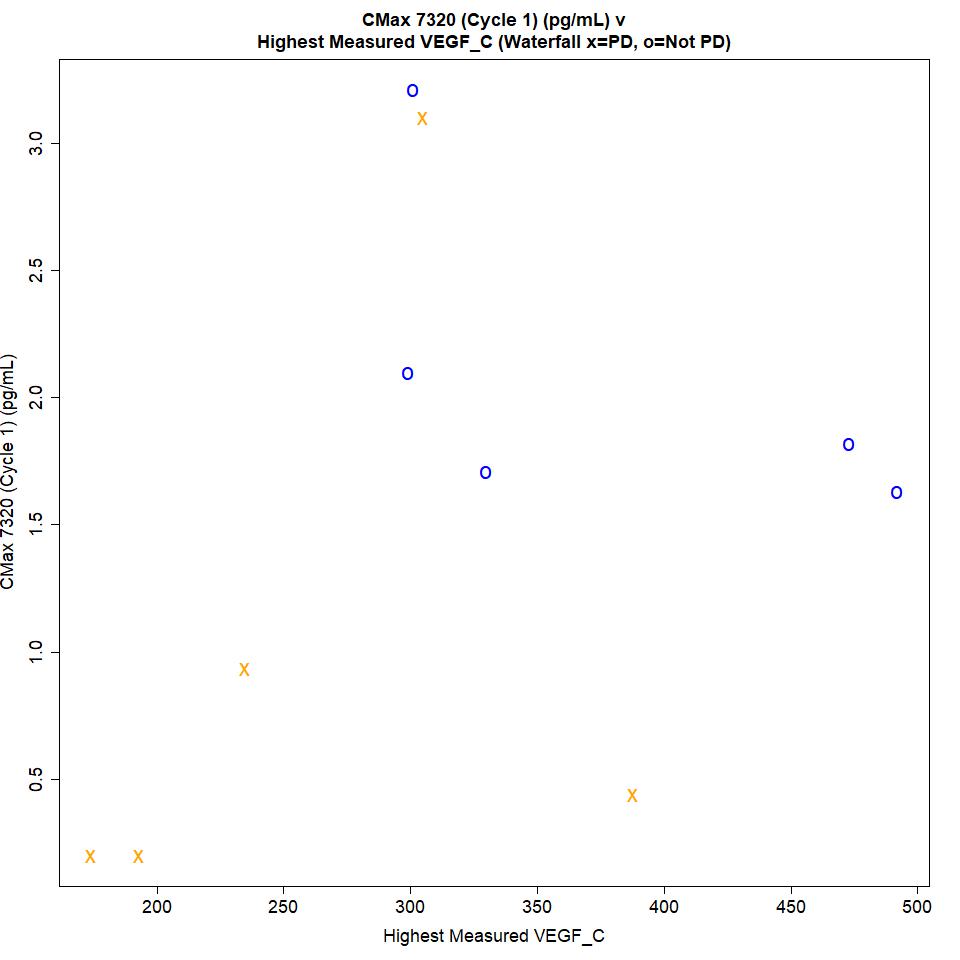 CMax 7320 (Cycle 1) (pg/mL) v
Highest Measured VEGF_C (Waterfall x=PD, o=Not PD)
CMax 7320 (Cycle 1) (pg/mL)
3.0
2.5
2.0
1.5
1.0
0.5
O
X
O
O
O
O
X
X
X
X
200 250 300 350 400 450 500
Highest Measured VEGF_C